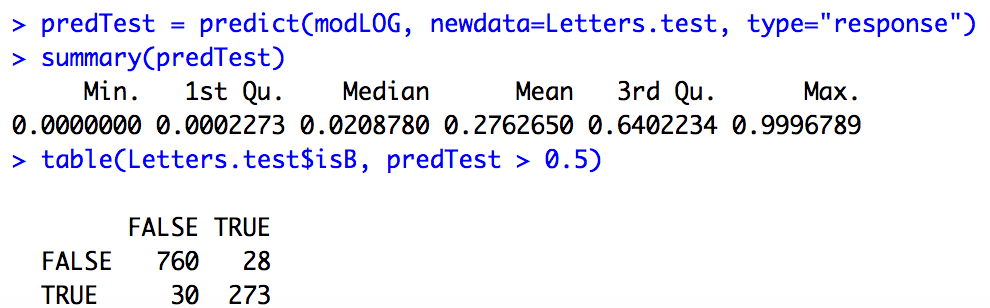 > predTest = predict(modLOG, newdata=Letters.test, type="response")
> summary(predTest)
     Min.   1st Qu.    Median      Mean   3rd Qu.      Max.
0.0000000 0.0002273 0.0208780 0.2762650 0.6402234 0.9996789
> table(Letters.test$isB, predTest > 0.5)
        FALSE TRUE
  FALSE   760   28
  TRUE     30  273